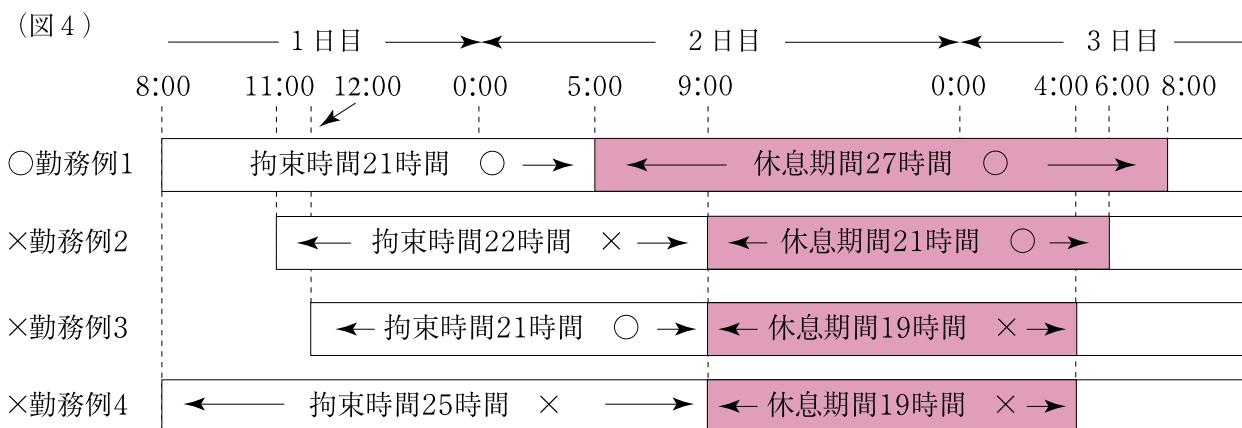 (図4)
1日目 2日目 3日目
8:00 11:00 12:00 0:00 5:00 9:00 0:00 4:00 6:00 8:00
○勤務例1 拘束時間21時間 ○ 休息期間27時間 ○
×勤務例2 拘束時間22時間 × 休息期間21時間 ○
×勤務例3 拘束時間21時間 ○ 休息期間19時間 ×
×勤務例4 拘束時間25時間 × 休息期間19時間 ×